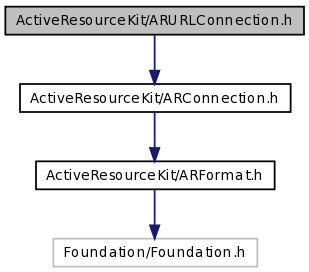 ActiveResourceKit/ARURLConnection.h
ActiveResourceKit/ARConnection.h
ActiveResourceKit/ARFormat.h
Foundation/Foundation.h